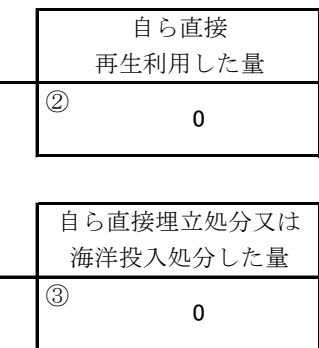 自ら直接
再生利用した量
②
0
自ら直接埋立処分又は
海洋投入処分した量
③
0